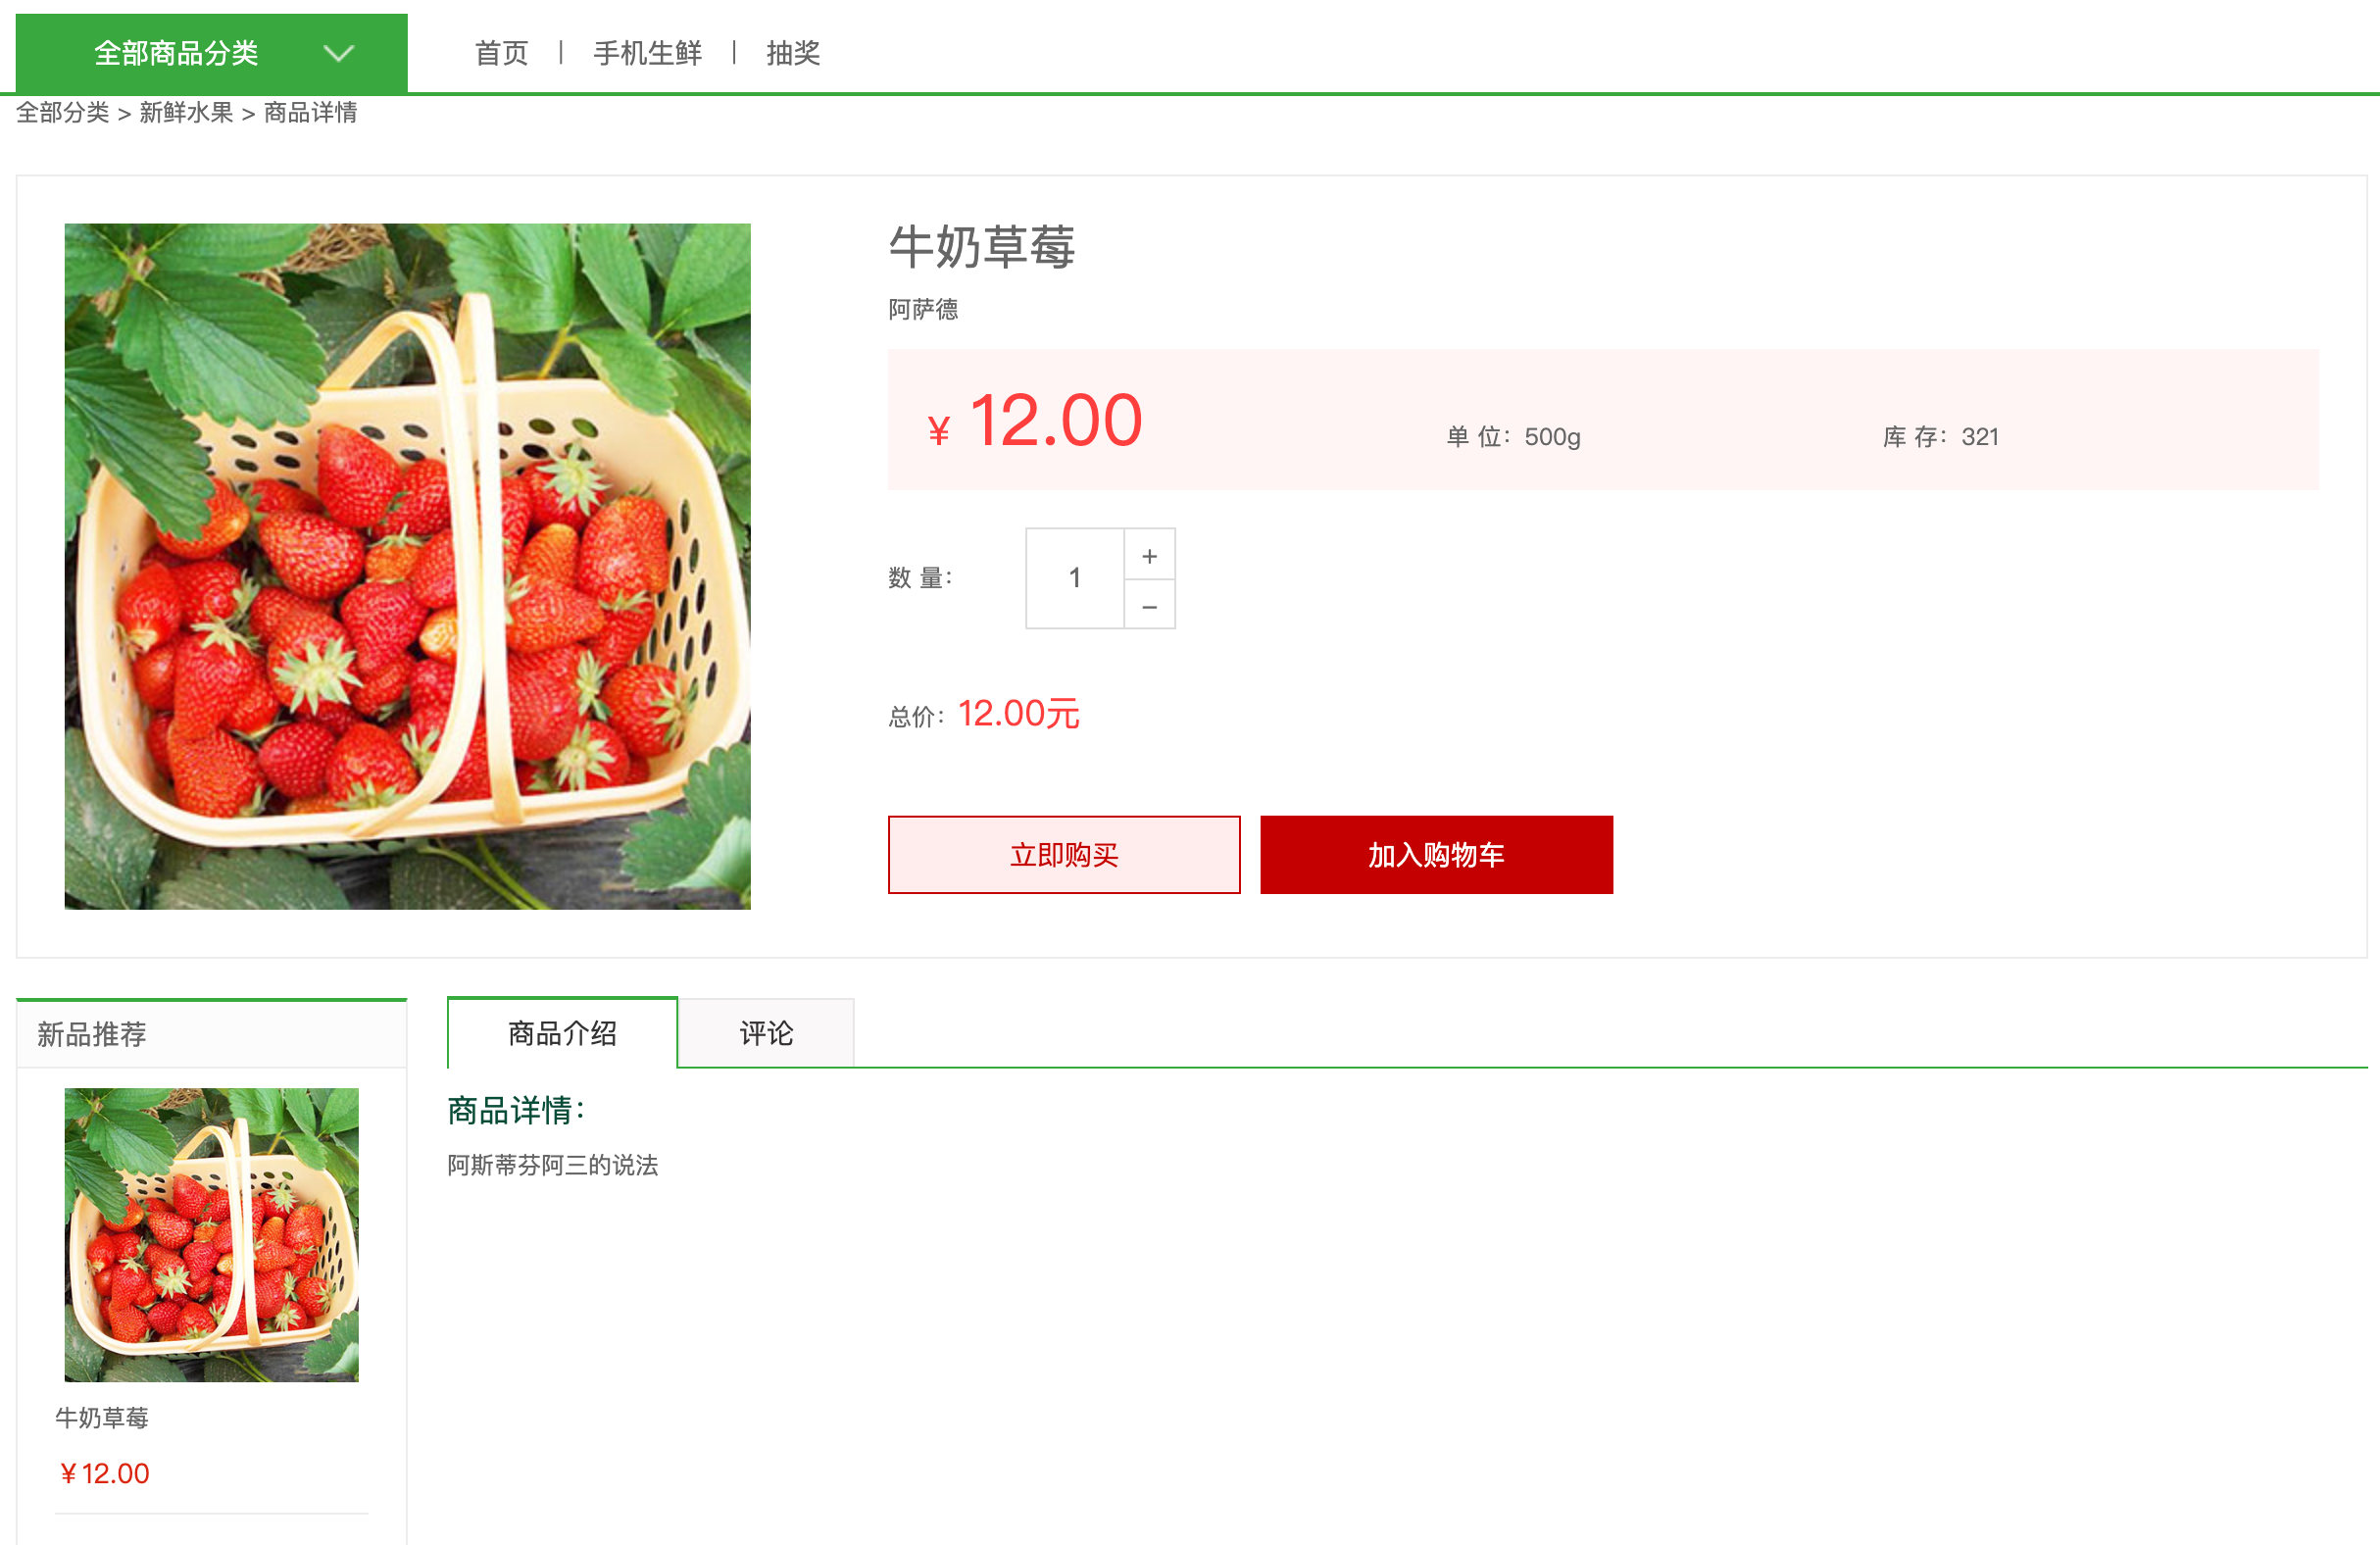 全部商品分类 首页 | 手机生鲜 | 抽奖
全部分类 > 新鲜水果 > 商品详情
牛奶草莓
阿萨德
¥ 12.00 单 位：500g 库 存：321
数 量： 1 + −
总价：12.00元
立即购买 加入购物车
新品推荐
牛奶草莓
¥12.00
商品介绍 评论
商品详情：
阿斯蒂芬阿三的说法